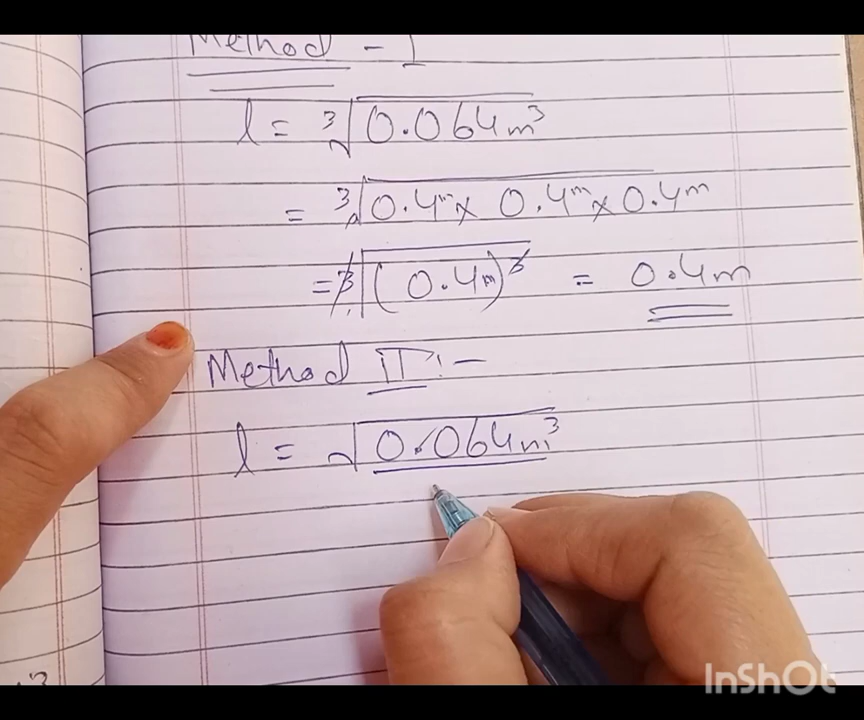 Method - I
l = ∛0.064m³
= ∛0.4m × 0.4m × 0.4m
= ∛(0.4m)³ = 0.4m
Method II :-
l = √0.064m³
InShOt